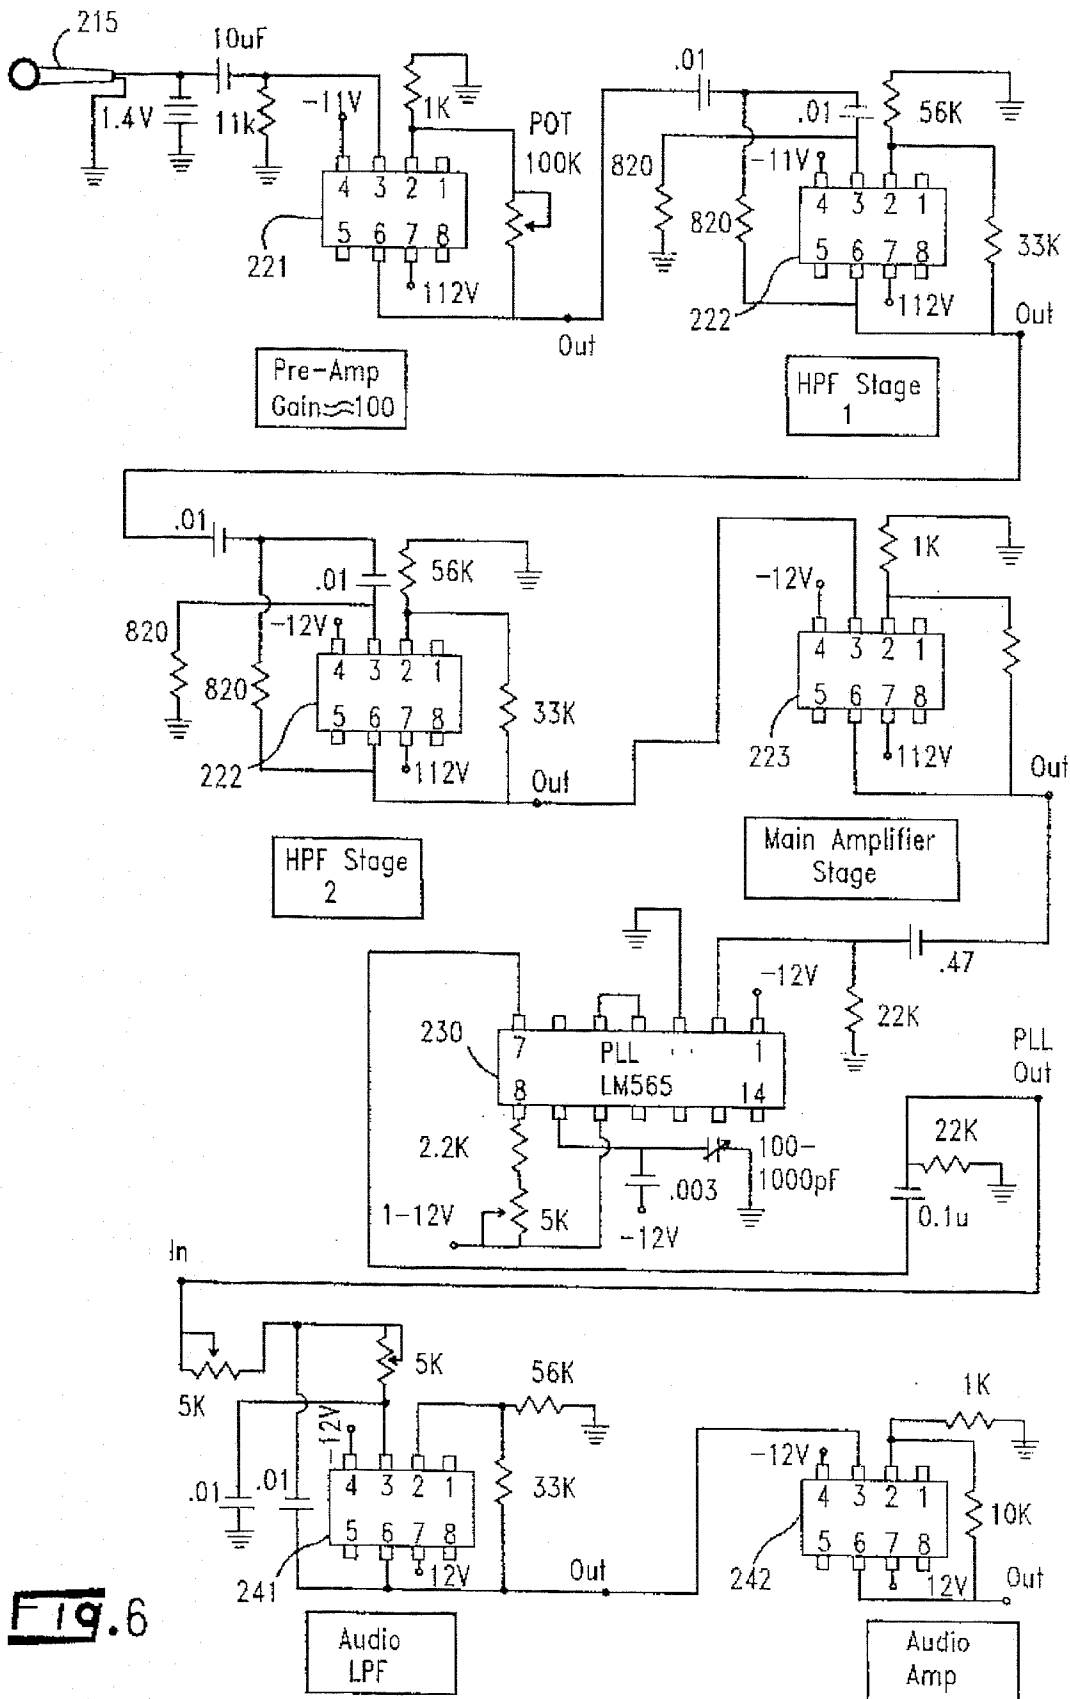 215
10uF
1.4V
11k
-11V
1K
POT
100K
4 3 2 1
5 6 7 8
221
112V
Out
Pre-Amp
Gain≈100
.01
.01
56K
820
-11V
820
4 3 2 1
5 6 7 8
33K
222
112V
Out
HPF Stage
1
.01
.01
56K
820
-12V
820
4 3 2 1
5 6 7 8
33K
222
112V
Out
HPF Stage
2
1K
-12V
4 3 2 1
5 6 7 8
223
112V
Out
Main Amplifier
Stage
.47
22K
-12V
230
7 PLL 1
8 LM565 14
2.2K
5K
1-12V
.003
-12V
100-
1000pF
PLL
Out
22K
0.1u
In
5K
5K
56K
-12V
.01
.01
4 3 2 1
5 6 7 8
33K
241
12V
Out
Audio
LPF
1K
-12V
4 3 2 1
5 6 7 8
10K
242
12V
Out
Audio
Amp
Fig.6